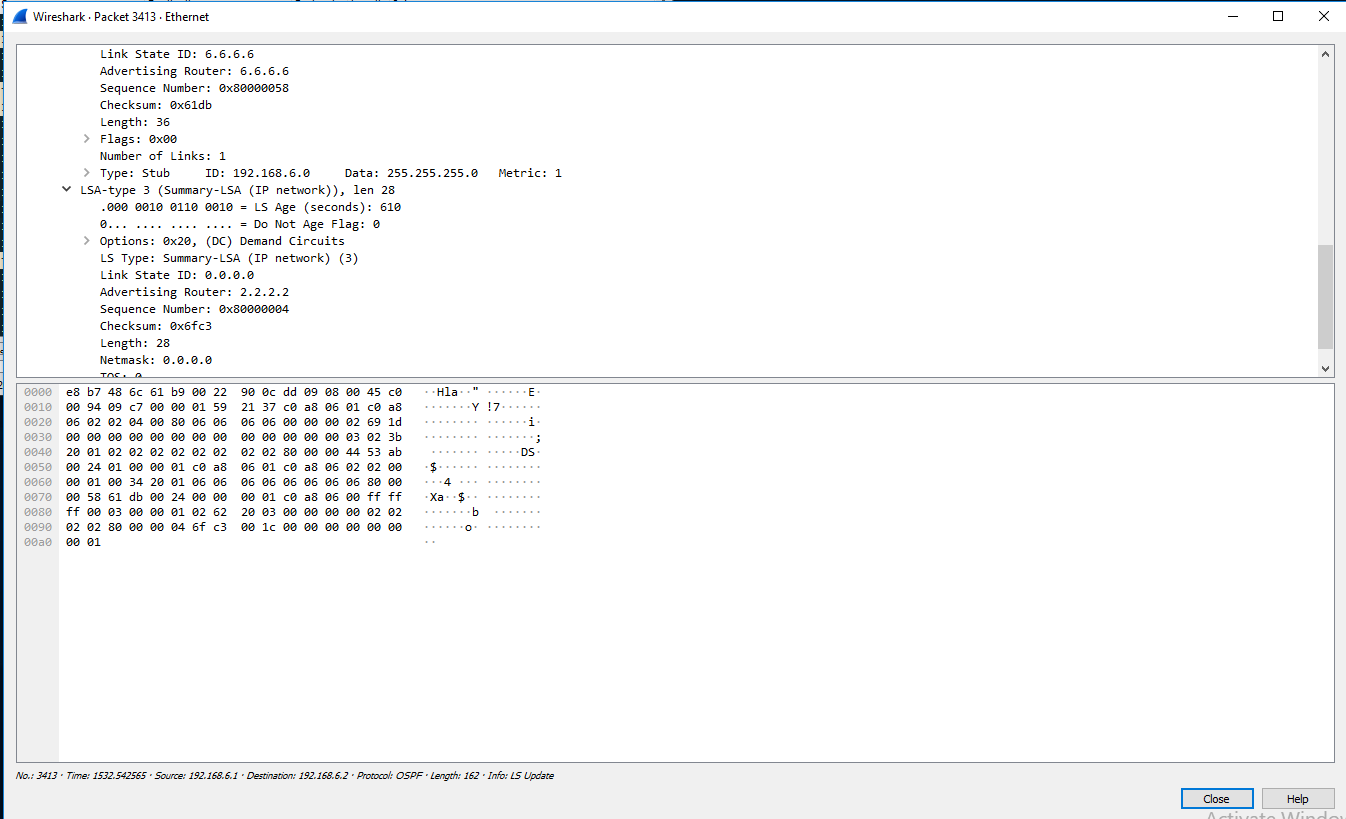 Wireshark · Packet 3413 · Ethernet
Link State ID: 6.6.6.6
Advertising Router: 6.6.6.6
Sequence Number: 0x80000058
Checksum: 0x61db
Length: 36
Flags: 0x00
Number of Links: 1
Type: Stub     ID: 192.168.6.0     Data: 255.255.255.0   Metric: 1
LSA-type 3 (Summary-LSA (IP network)), len 28
.000 0010 0110 0010 = LS Age (seconds): 610
0... .... .... .... = Do Not Age Flag: 0
Options: 0x20, (DC) Demand Circuits
LS Type: Summary-LSA (IP network) (3)
Link State ID: 0.0.0.0
Advertising Router: 2.2.2.2
Sequence Number: 0x80000004
Checksum: 0x6fc3
Length: 28
Netmask: 0.0.0.0
TOS: 0
0000  e8 b7 48 6c 61 b9 00 22  90 0c dd 09 08 00 45 c0   ··Hla··" ······E·
0010  00 94 09 c7 00 00 01 59  21 37 c0 a8 06 01 c0 a8   ·······Y !7······
0020  06 02 02 04 00 80 06 06  06 06 00 00 00 02 69 1d   ········ ······i·
0030  00 00 00 00 00 00 00 00  00 00 00 00 00 03 02 3b   ········ ·······;
0040  20 01 02 02 02 02 02 02  02 02 80 00 00 44 53 ab    ······· ·····DS·
0050  00 24 01 00 00 01 c0 a8  06 01 c0 a8 06 02 02 00   ·$······ ········
0060  00 01 00 34 20 01 06 06  06 06 06 06 06 06 80 00   ···4 ··· ········
0070  00 58 61 db 00 24 00 00  00 01 c0 a8 06 00 ff ff   ·Xa··$·· ········
0080  ff 00 03 00 00 01 02 62  20 03 00 00 00 00 02 02   ·······b  ·······
0090  02 02 80 00 00 04 6f c3  00 1c 00 00 00 00 00 00   ······o· ········
00a0  00 01   ··
No.: 3413 · Time: 1532.542565 · Source: 192.168.6.1 · Destination: 192.168.6.2 · Protocol: OSPF · Length: 162 · Info: LS Update
Close Help
Activate Window